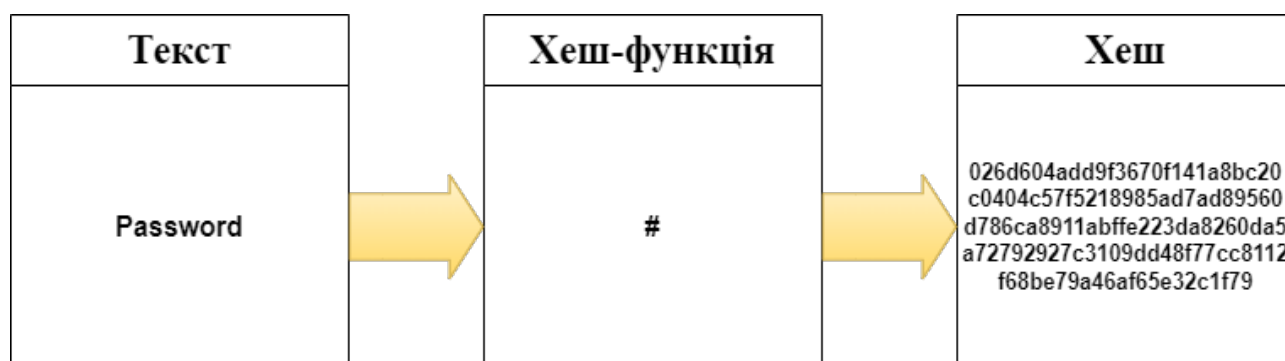 Текст
Хеш-функція
Хеш
Password
#
026d604add9f3670f141a8bc20
c0404c57f5218985ad7ad89560
d786ca8911abffe223da8260da5
a72792927c3109dd48f77cc8112
f68be79a46af65e32c1f79